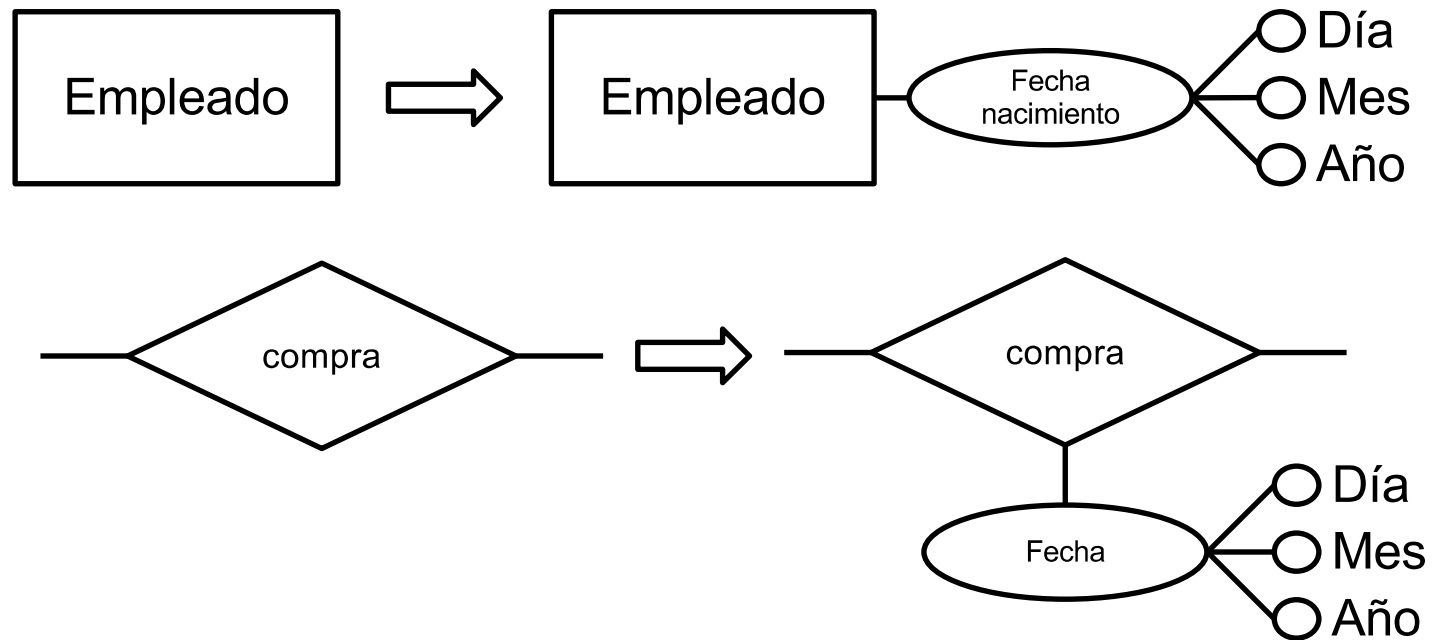 Empleado
Empleado
Fecha
nacimiento
Día
Mes
Año
compra
compra
Fecha
Día
Mes
Año